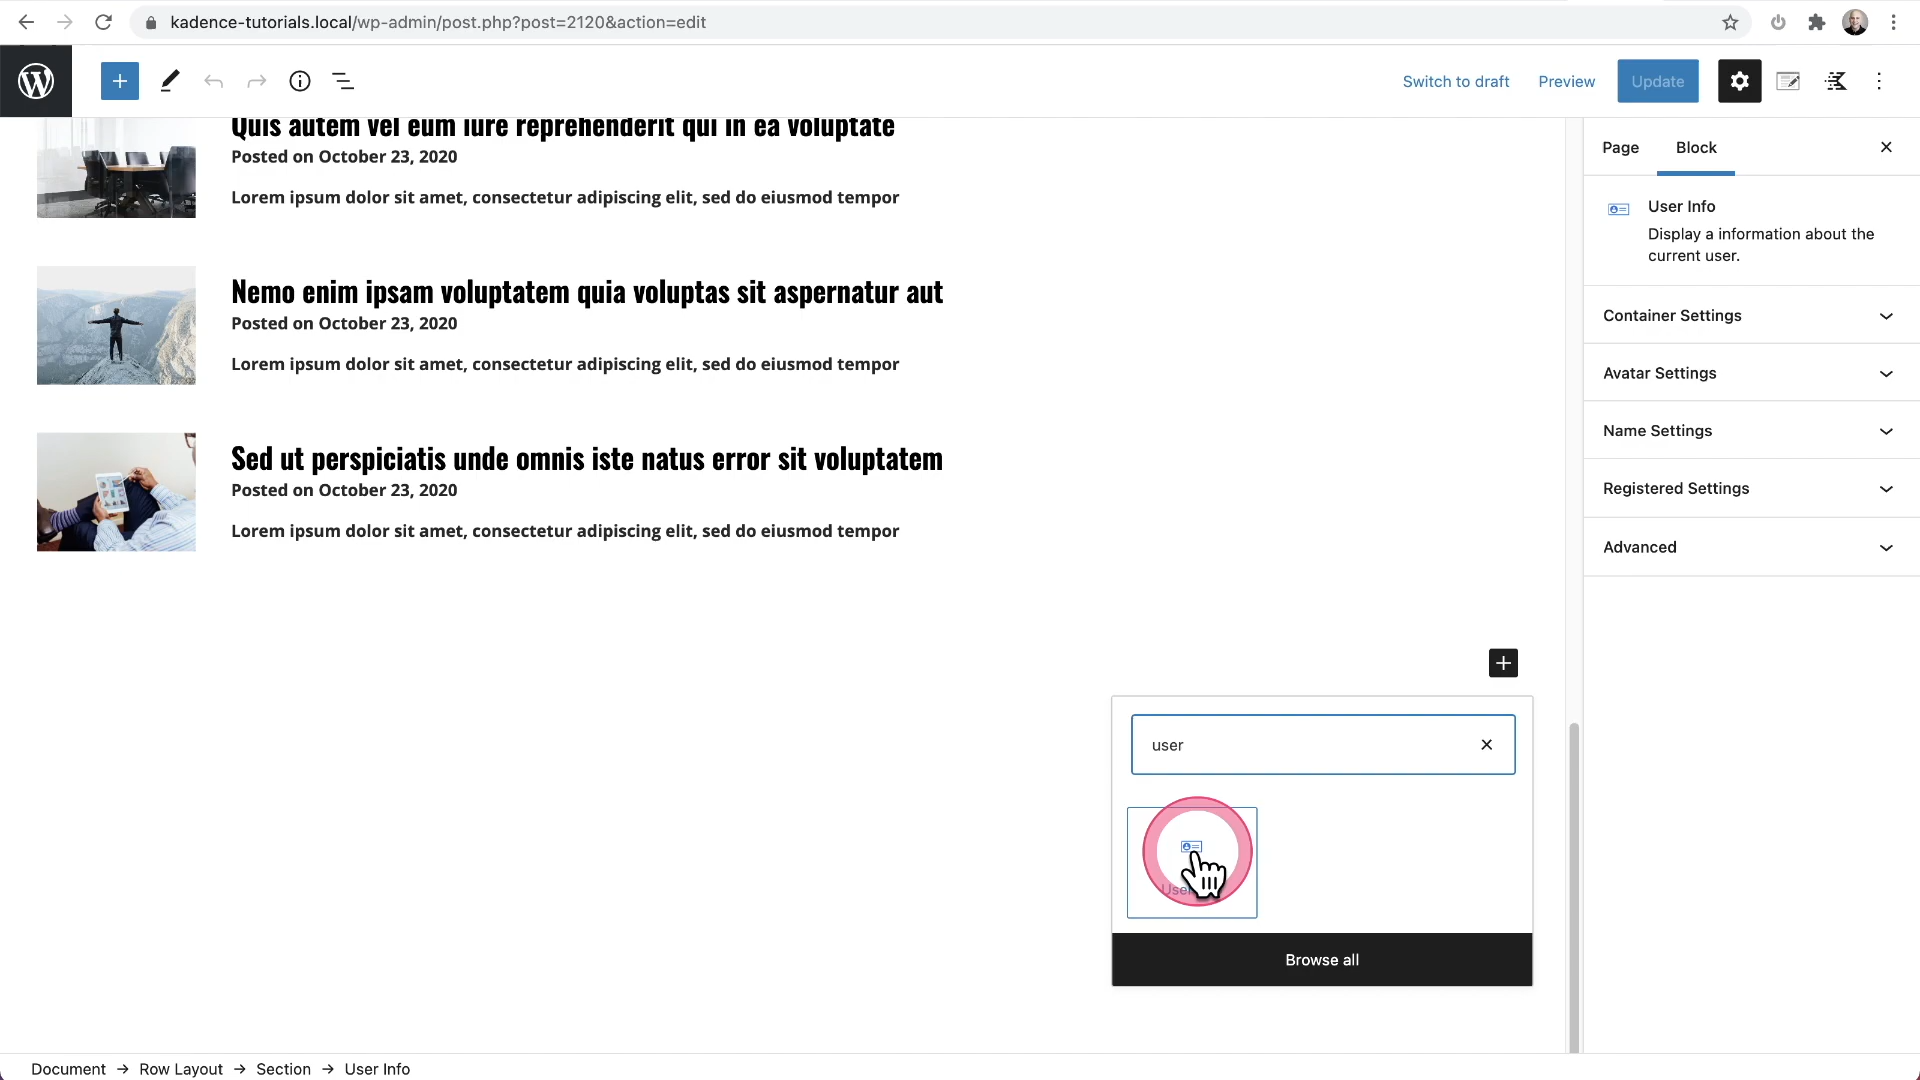 kadence-tutorials.local/wp-admin/post.php?post=2120&action=edit
Switch to draft
Preview
Update
Quis autem vel eum iure reprehenderit qui in ea voluptate
Posted on October 23, 2020
Lorem ipsum dolor sit amet, consectetur adipiscing elit, sed do eiusmod tempor
Nemo enim ipsam voluptatem quia voluptas sit aspernatur aut
Posted on October 23, 2020
Lorem ipsum dolor sit amet, consectetur adipiscing elit, sed do eiusmod tempor
Sed ut perspiciatis unde omnis iste natus error sit voluptatem
Posted on October 23, 2020
Lorem ipsum dolor sit amet, consectetur adipiscing elit, sed do eiusmod tempor
user
Browse all
Page
Block
User Info
Display a information about the
current user.
Container Settings
Avatar Settings
Name Settings
Registered Settings
Advanced
Document → Row Layout → Section → User Info